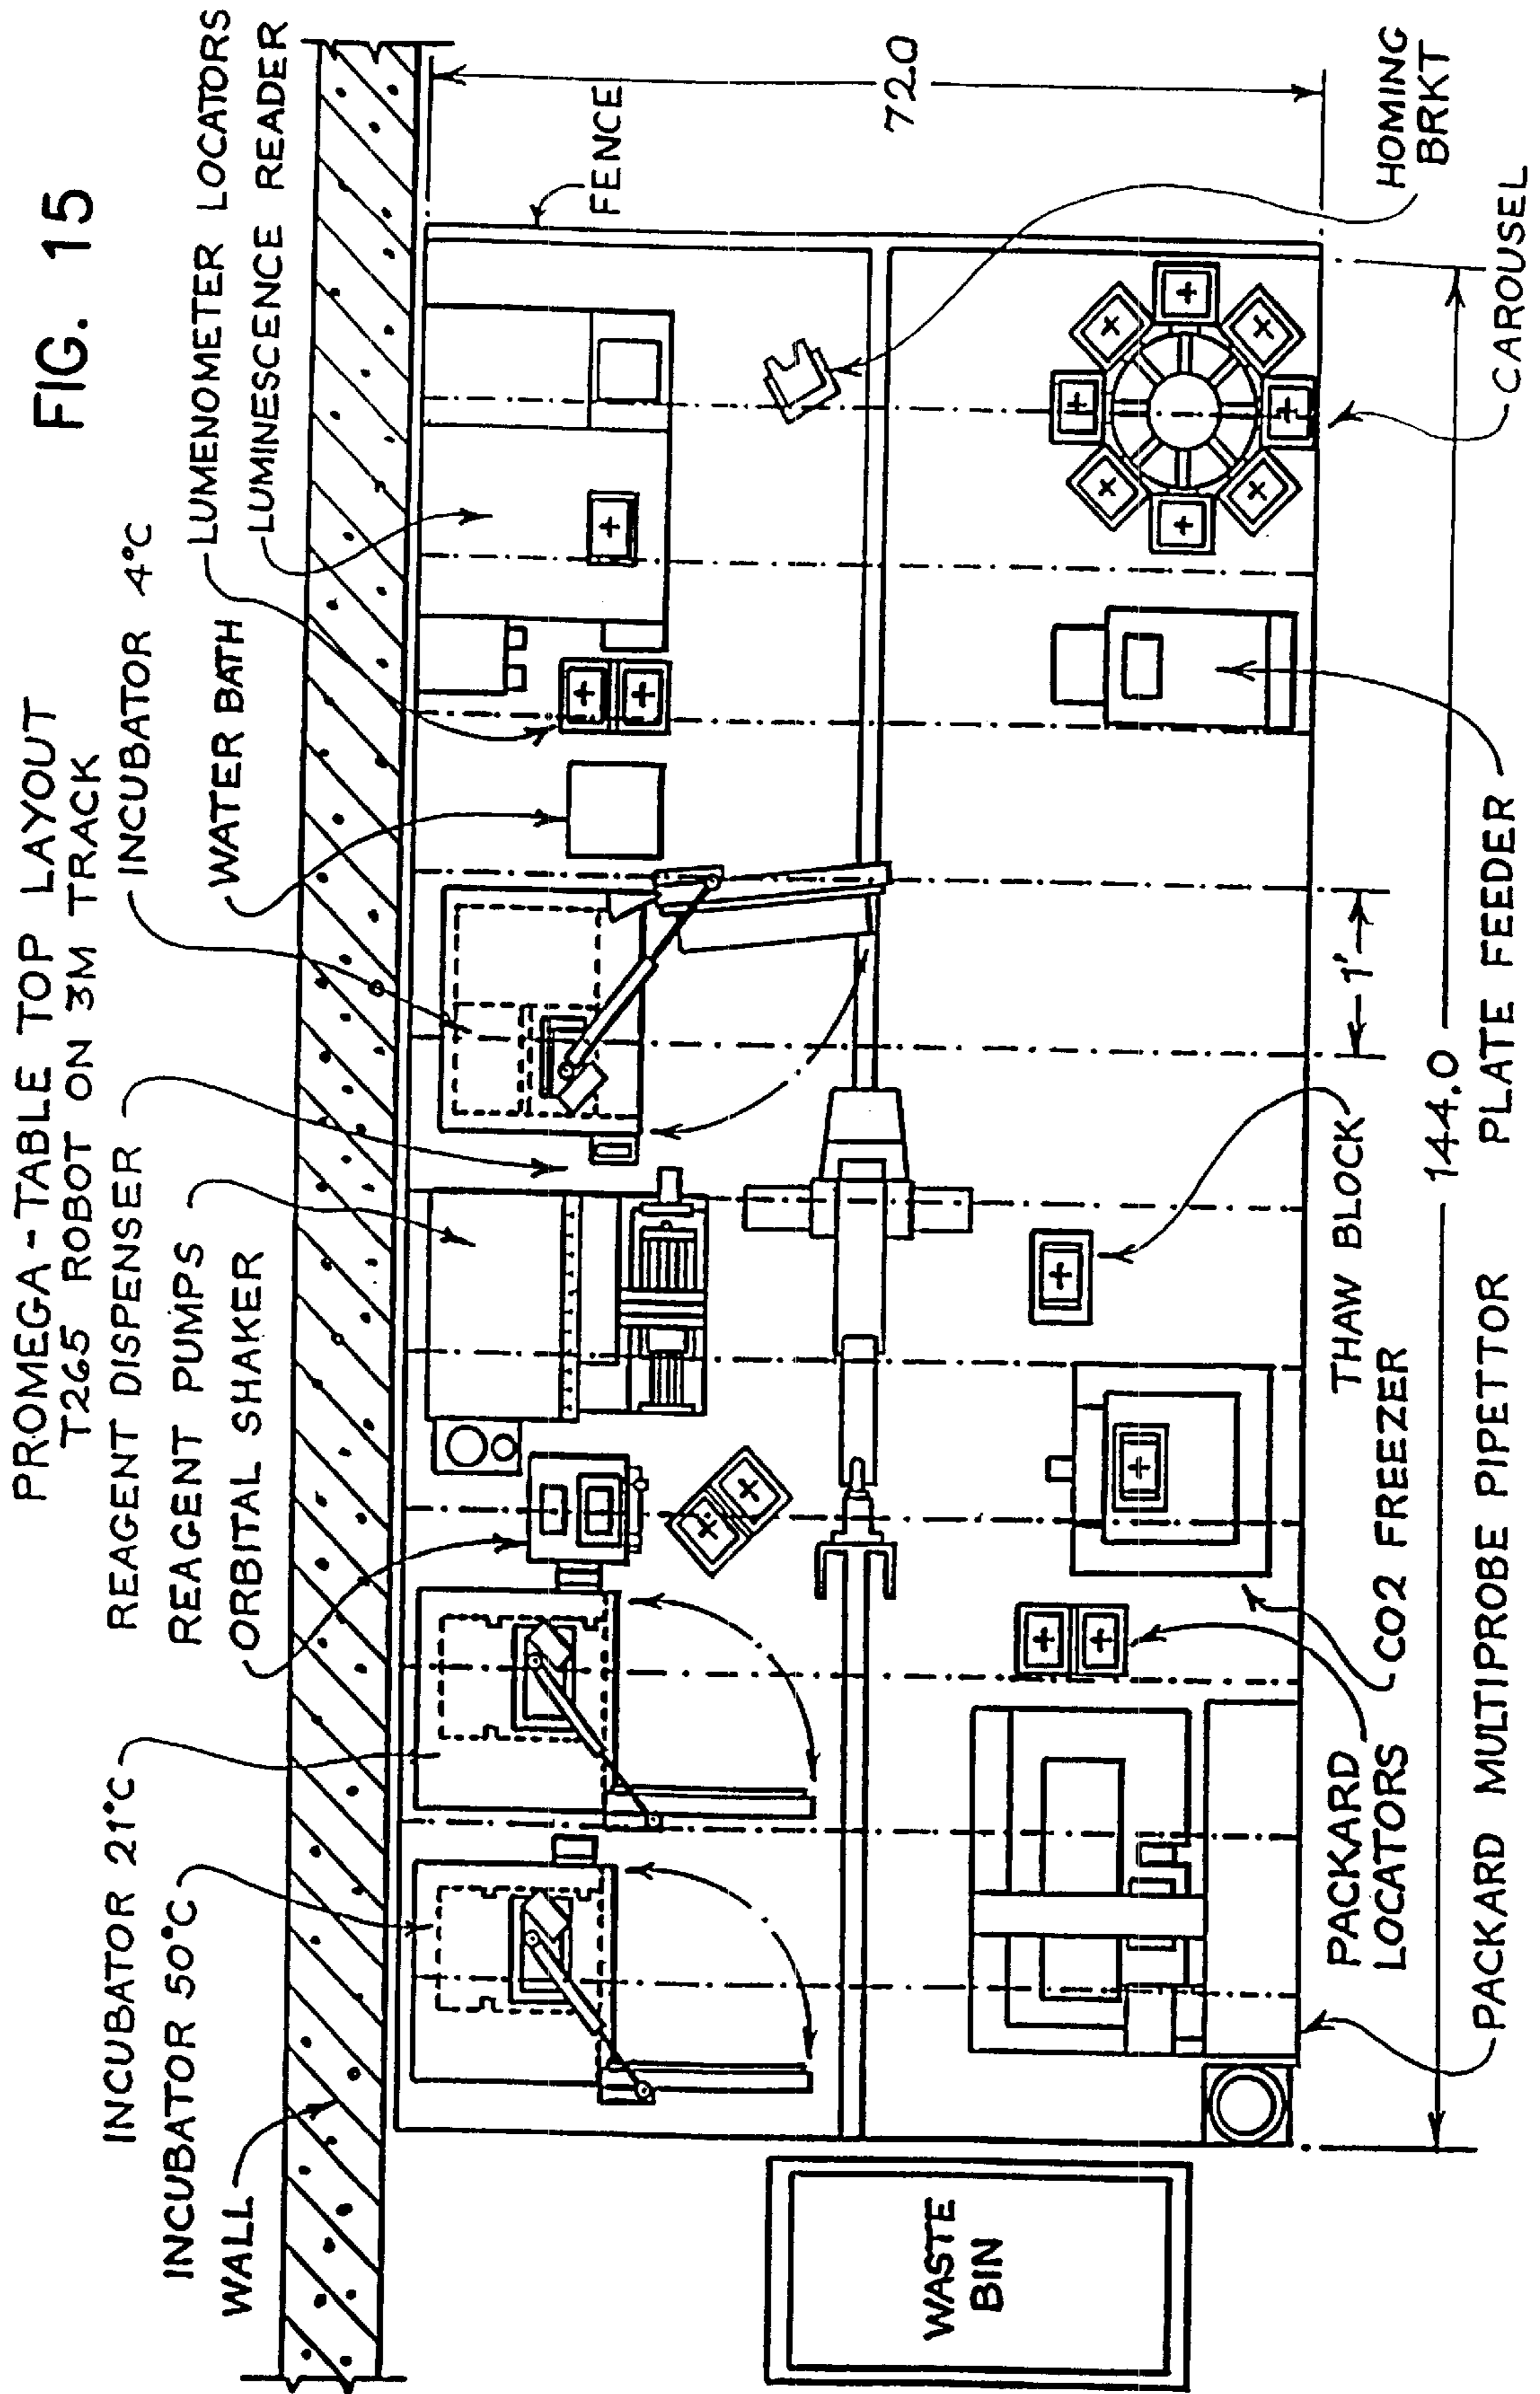 FIG. 15
PROMEGA - TABLE TOP LAYOUT
T265 ROBOT ON 3M TRACK
INCUBATOR 21°C
INCUBATOR 50°C
WALL
REAGENT DISPENSER
REAGENT PUMPS
ORBITAL SHAKER
INCUBATOR 4°C
WATER BATH
LUMENOMETER LOCATORS
LUMINESCENCE READER
FENCE
72.0
HOMING
BRKT
WASTE
BIN
1'
PACKARD
LOCATORS
CO2 FREEZER
THAW BLOCK
144.0
PACKARD MULTIPROBE PIPETTOR
PLATE FEEDER
CAROUSEL